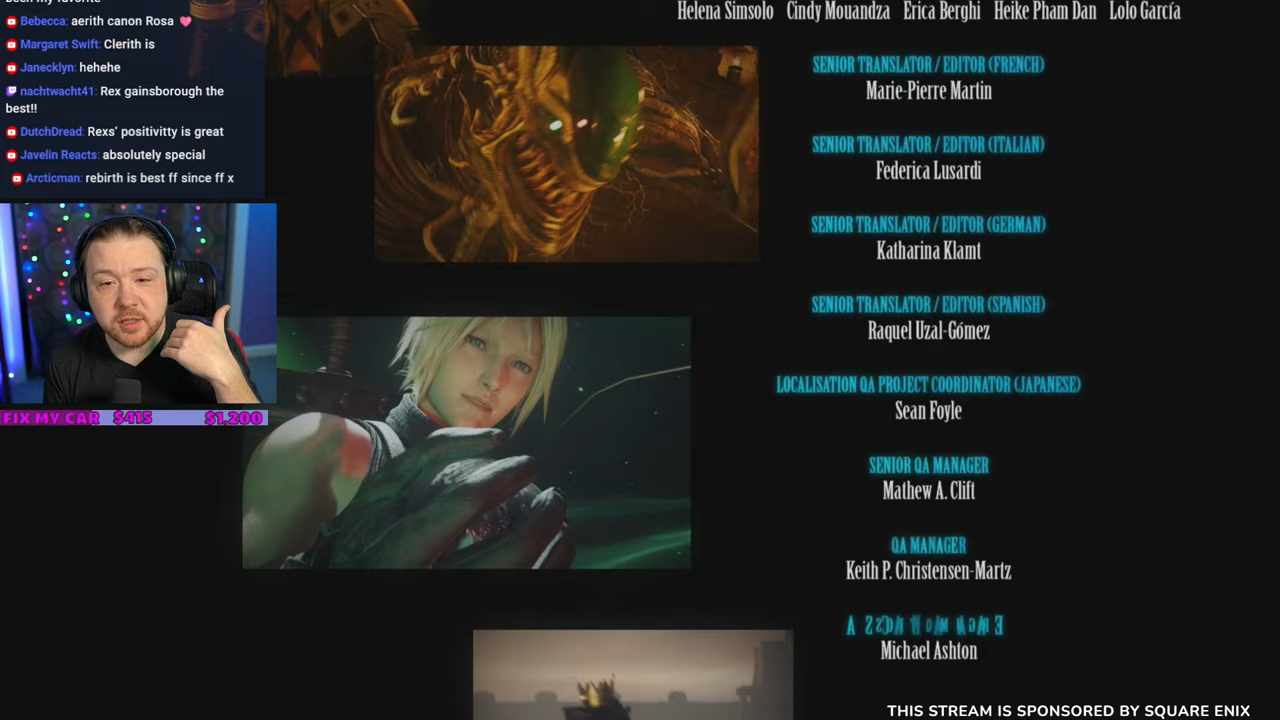 been my favorite
Bebecca: aerith canon Rosa
Margaret Swift: Clerith is
Janecklyn: hehehe
nachtwacht41: Rex gainsborough the
best!!
DutchDread: Rexs' positivitty is great
Javelin Reacts: absolutely special
Arcticman: rebirth is best ff since ff x
FIX MY CAR $415 $1,200
Helena Simsolo Cindy Mouandza Erica Berghi Heike Pham Dan Lolo García
SENIOR TRANSLATOR / EDITOR (FRENCH)
Marie-Pierre Martin
SENIOR TRANSLATOR / EDITOR (ITALIAN)
Federica Lusardi
SENIOR TRANSLATOR / EDITOR (GERMAN)
Katharina Klamt
SENIOR TRANSLATOR / EDITOR (SPANISH)
Raquel Uzal-Gómez
LOCALISATION QA PROJECT COORDINATOR (JAPANESE)
Sean Foyle
SENIOR QA MANAGER
Mathew A. Clift
QA MANAGER
Keith P. Christensen-Martz
Michael Ashton
THIS STREAM IS SPONSORED BY SQUARE ENIX